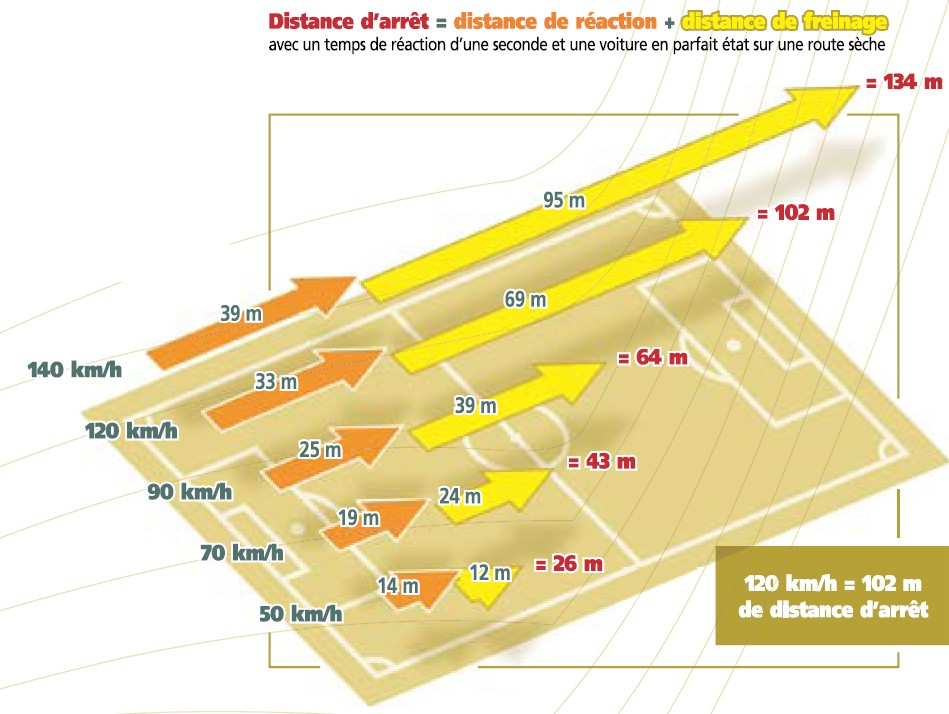 Distance d'arrêt = distance de réaction + distance de freinage
avec un temps de réaction d'une seconde et une voiture en parfait état sur une route sèche
= 134 m
95 m
= 102 m
69 m
39 m
140 km/h
= 64 m
33 m
39 m
120 km/h
25 m
= 43 m
90 km/h
24 m
19 m
70 km/h
= 26 m
12 m
14 m
50 km/h
120 km/h = 102 m
de distance d'arrêt